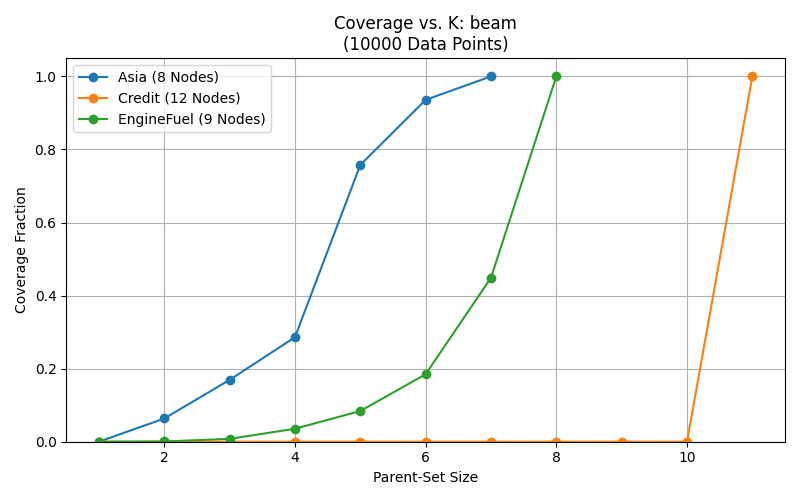 Coverage vs. K: beam
(10000 Data Points)
Asia (8 Nodes)
Credit (12 Nodes)
EngineFuel (9 Nodes)
Coverage Fraction
1.0
0.8
0.6
0.4
0.2
0.0
2 4 6 8 10
Parent-Set Size